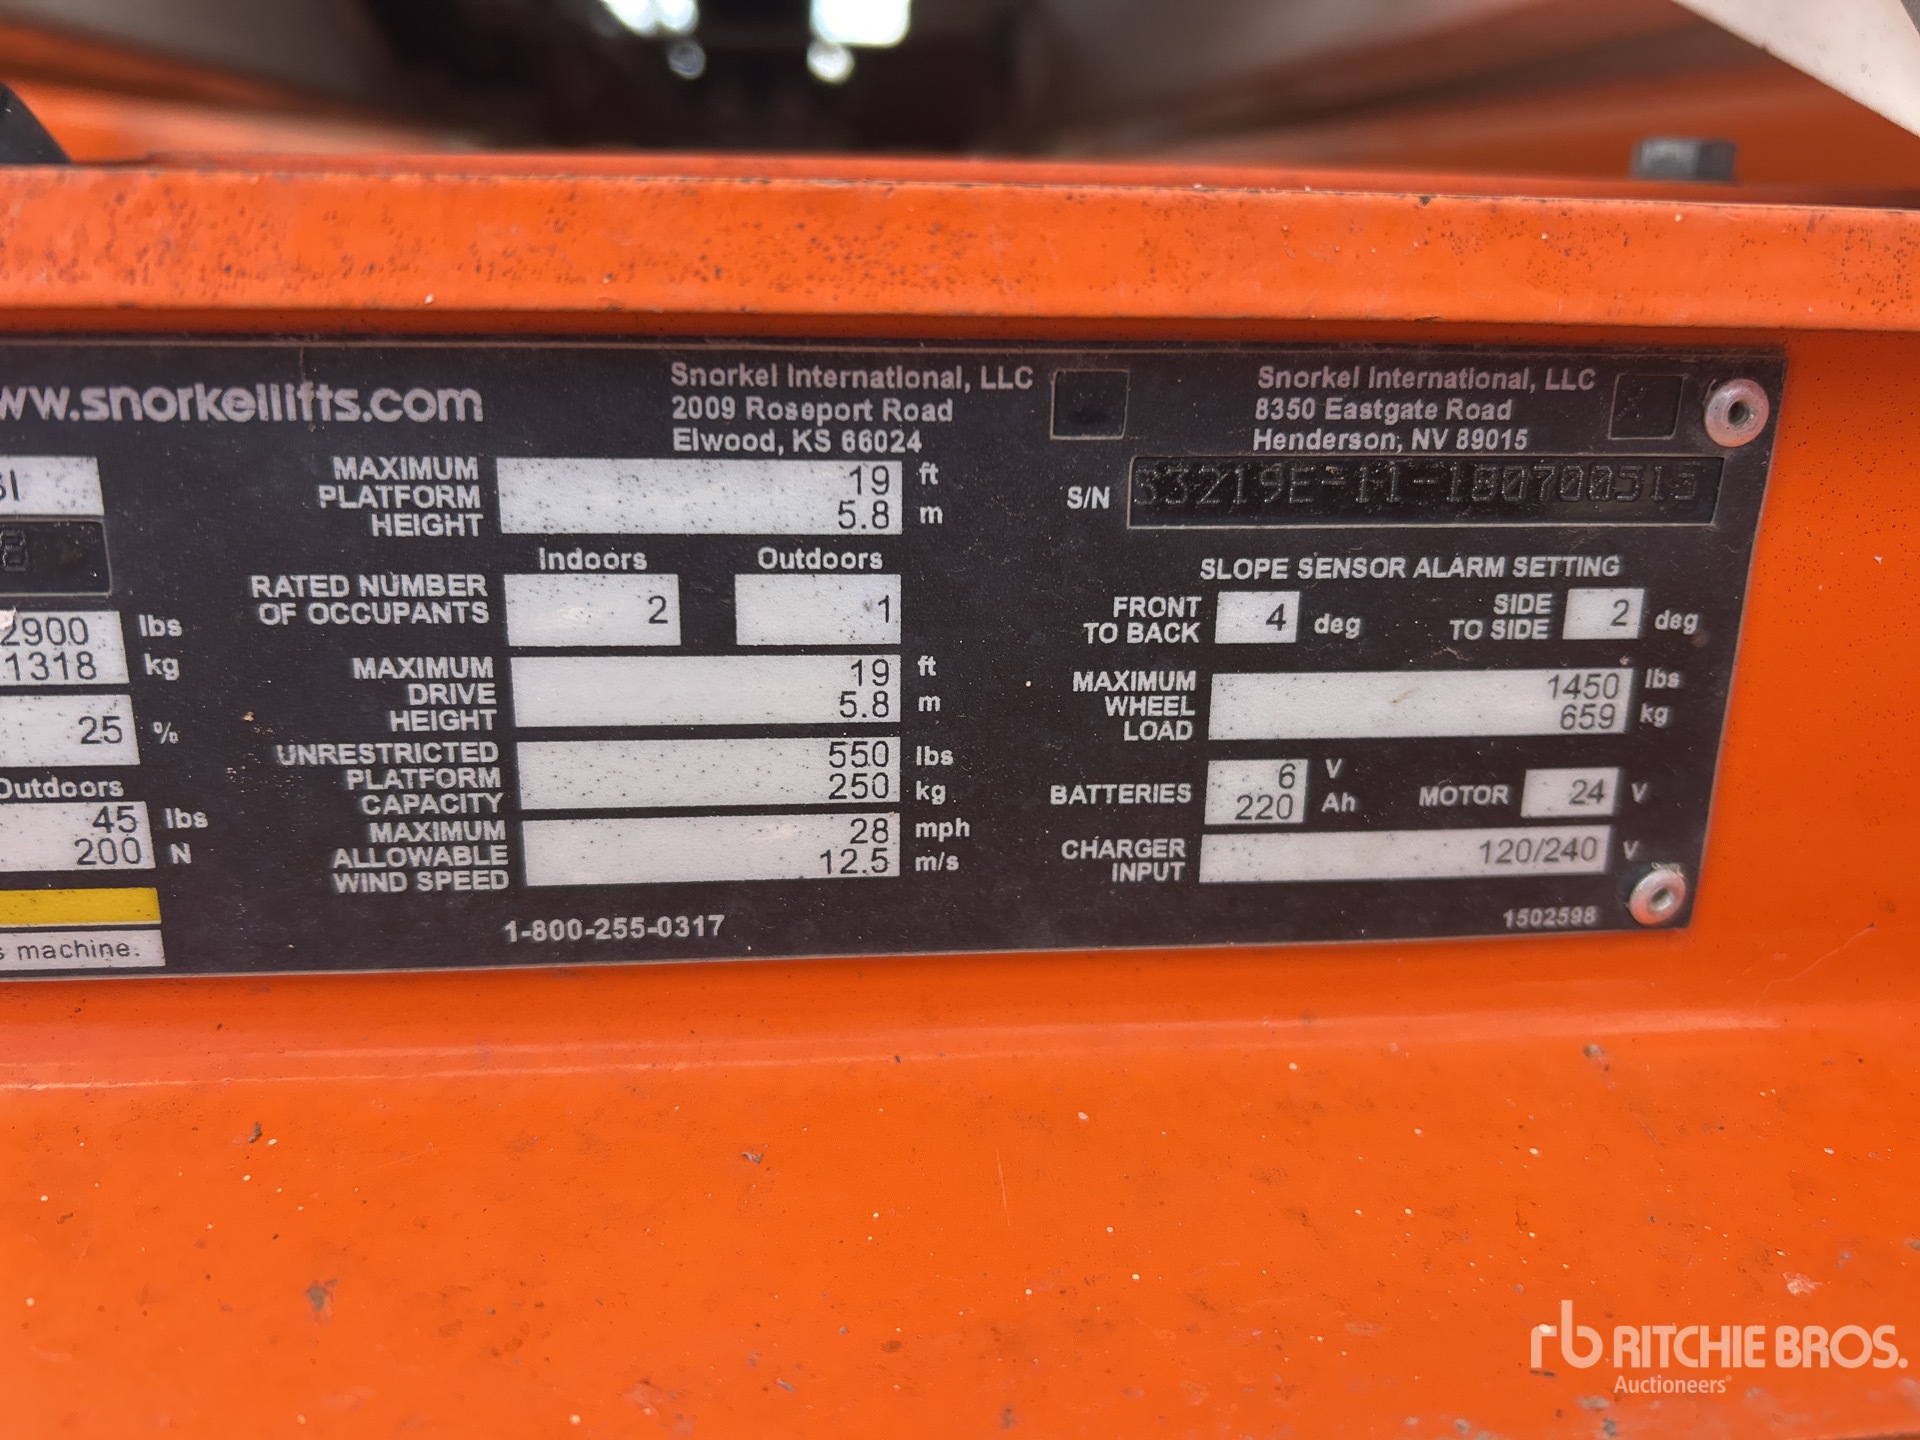 www.snorkellifts.com
Snorkel International, LLC
2009 Roseport Road
Elwood, KS 66024
Snorkel International, LLC
8350 Eastgate Road
Henderson, NV 89015
X
SI
8
2900 lbs
1318 kg
25 %
Outdoors
45 lbs
200 N
s machine.
MAXIMUM
PLATFORM
HEIGHT
19 ft
5.8 m
Indoors Outdoors
RATED NUMBER
OF OCCUPANTS
2 1
MAXIMUM
DRIVE
HEIGHT
19 ft
5.8 m
UNRESTRICTED
PLATFORM
CAPACITY
550 lbs
250 kg
MAXIMUM
ALLOWABLE
WIND SPEED
28 mph
12.5 m/s
1-800-255-0317
S/N S3219E-11-180700515
SLOPE SENSOR ALARM SETTING
FRONT
TO BACK
4 deg
SIDE
TO SIDE
2 deg
MAXIMUM
WHEEL
LOAD
1450 lbs
659 kg
BATTERIES
6 V
220 Ah
MOTOR 24 V
CHARGER
INPUT
120/240 V
1502598
rb RITCHIE BROS.
Auctioneers